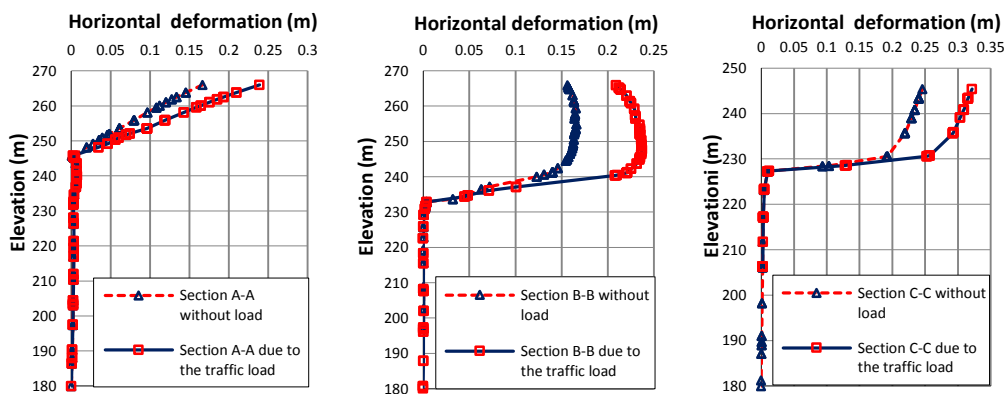 Horizontal deformation (m)
0 0.05 0.1 0.15 0.2 0.25 0.3
Elevation (m)
270
260
250
240
230
220
210
200
190
180
Section A-A
without load
Section A-A due to
the traffic load
Horizontal deformation (m)
0 0.05 0.1 0.15 0.2 0.25
Elevation (m)
270
260
250
240
230
220
210
200
190
180
Section B-B without
load
Section B-B due to
the traffic load
Horizontal deformation (m)
0 0.05 0.1 0.15 0.2 0.25 0.3 0.35
Elevationi (m)
250
240
230
220
210
200
190
180
Section C-C without
load
Section C-C due to
the traffic load